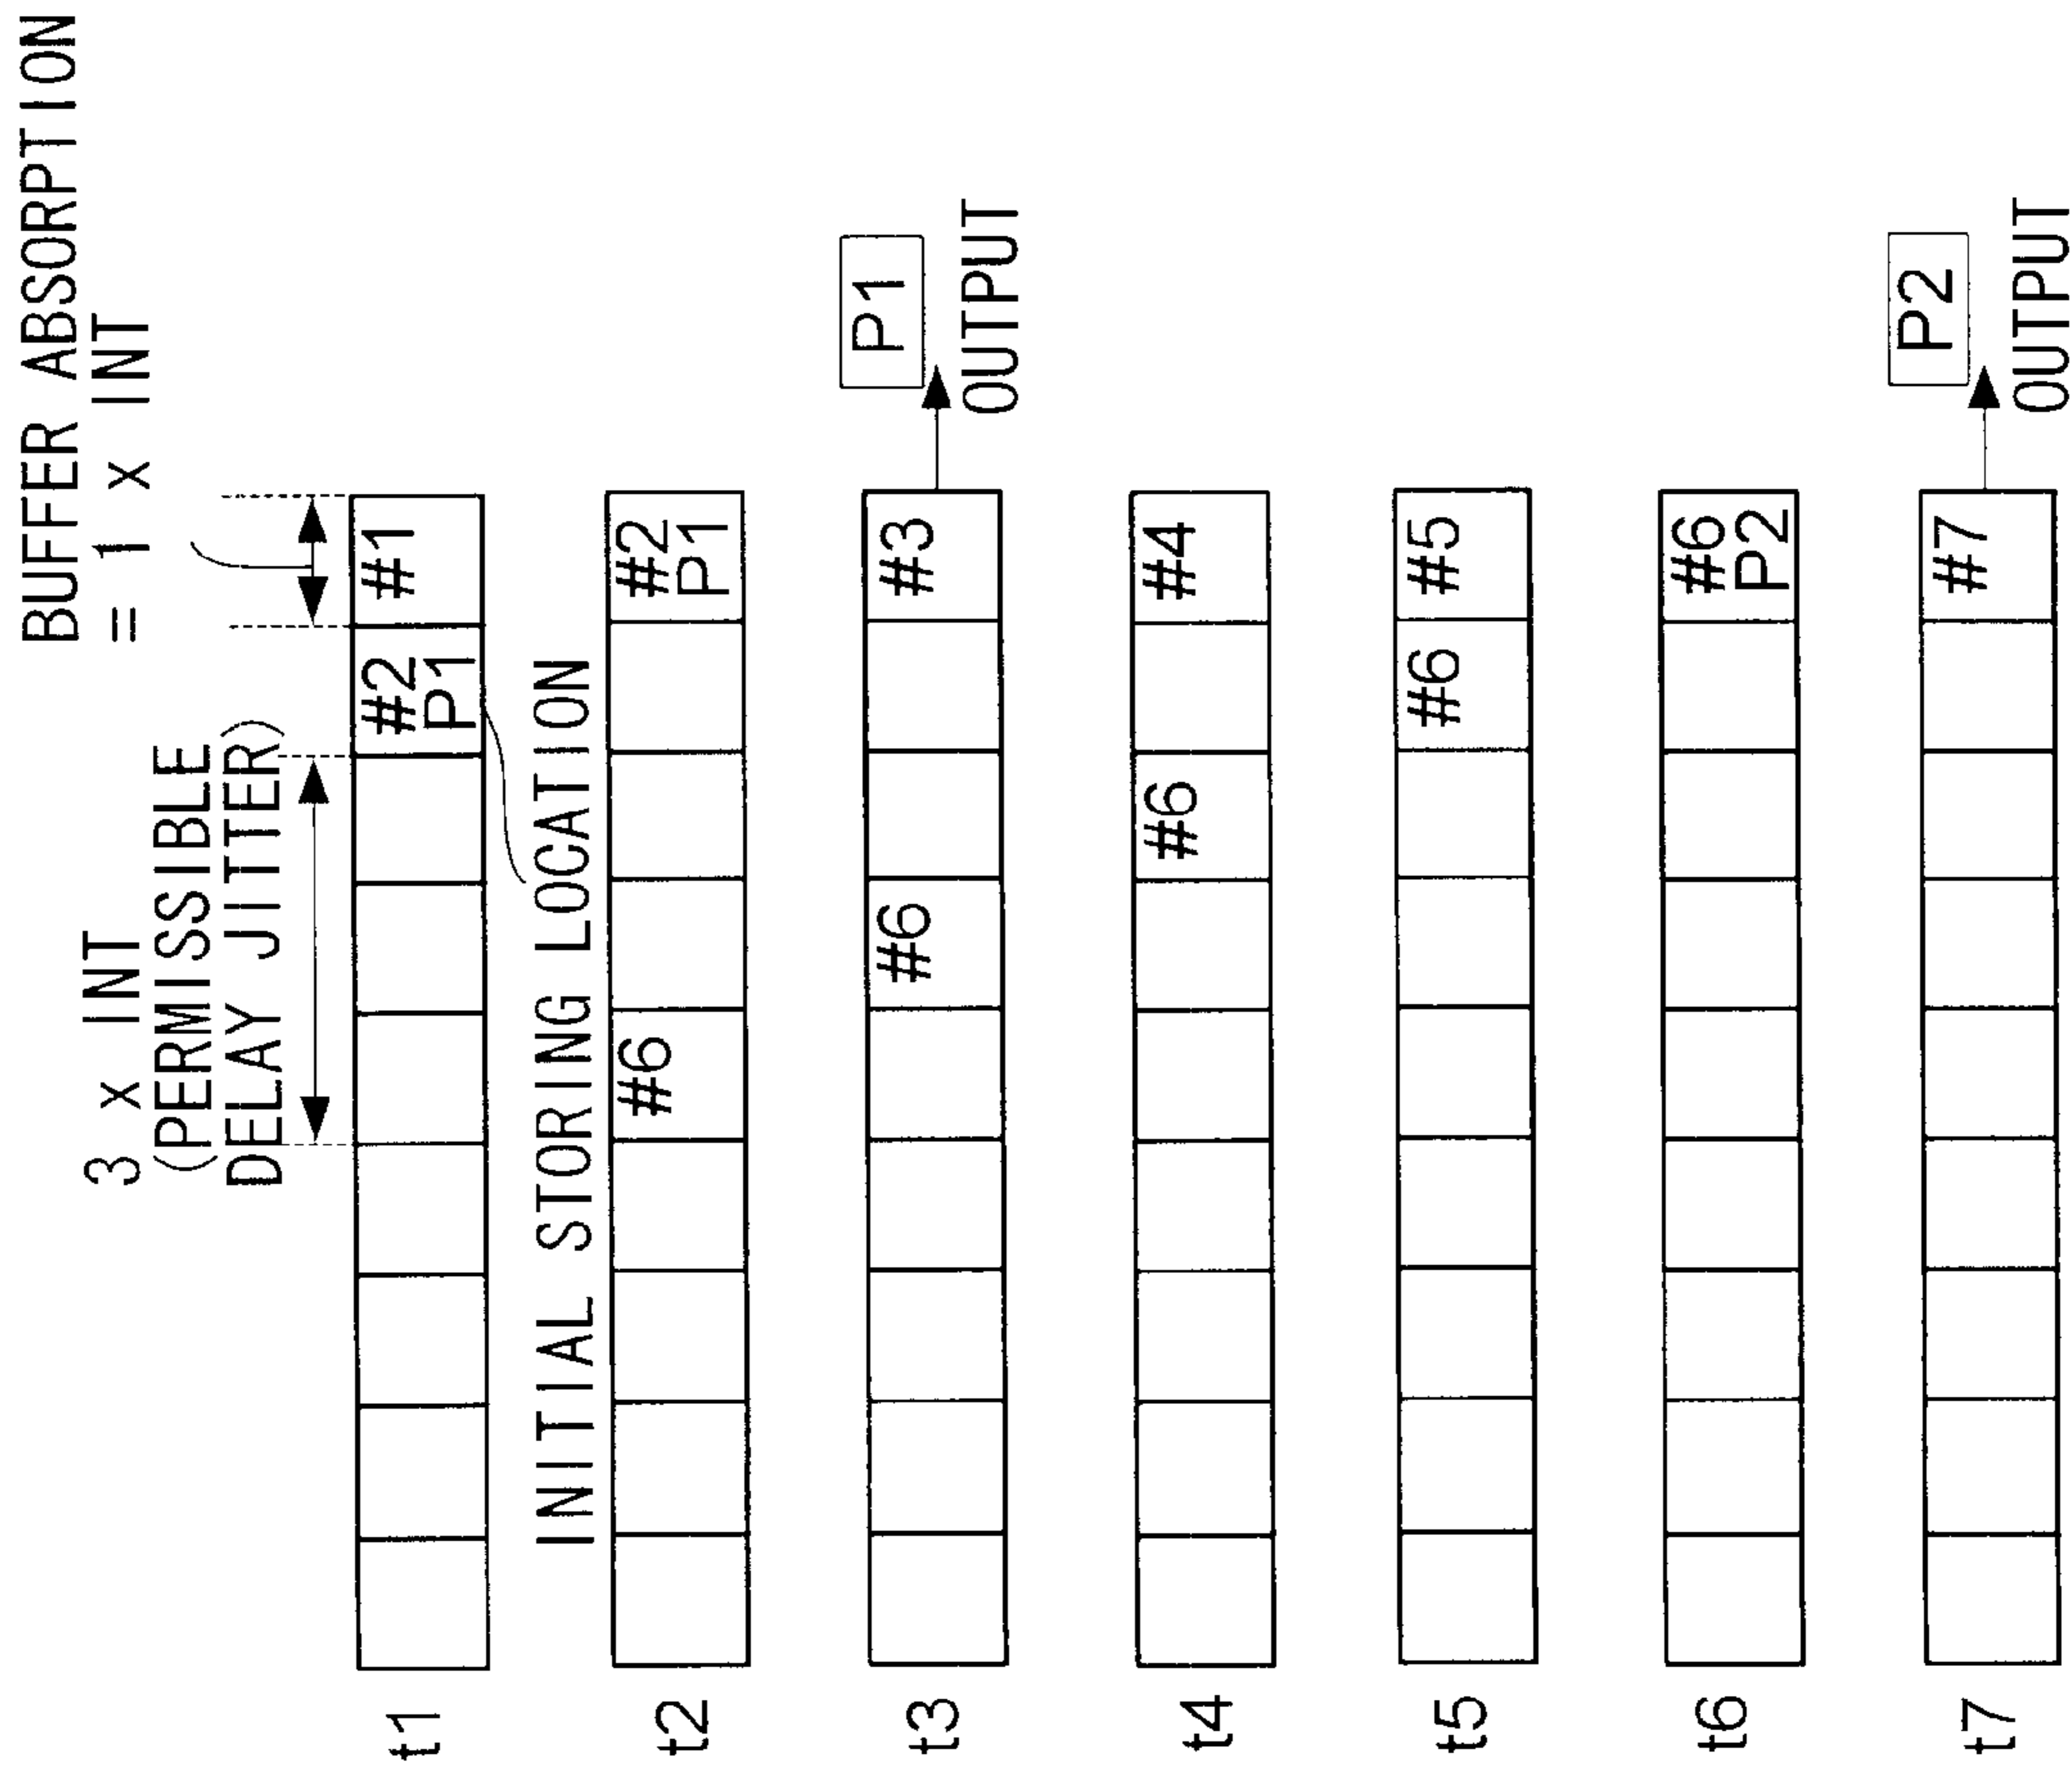 BUFFER ABSORPTION
= 1 x INT
3 x INT
(PERMISSIBLE
DELAY JITTER)
t1
#2
P1
#1
INITIAL STORING LOCATION
t2
#6
#2
P1
t3
#6
#3
P1
OUTPUT
t4
#6
#4
t5
#6
#5
t6
#6
P2
t7
#7
P2
OUTPUT